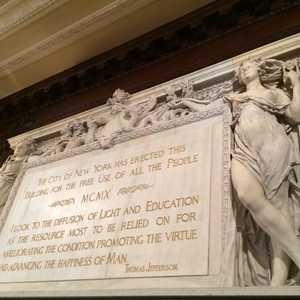 THE CITY OF NEW YORK HAS ERECTED THIS
BUILDING FOR THE FREE USE OF ALL THE PEOPLE
MCMIX
I LOOK TO THE DIFFUSION OF LIGHT AND EDUCATION
AS THE RESOURCE MOST TO BE RELIED ON FOR
AMELIORATING THE CONDITION PROMOTING THE VIRTUE
AND ADVANCING THE HAPPINESS OF MAN.
THOMAS JEFFERSON